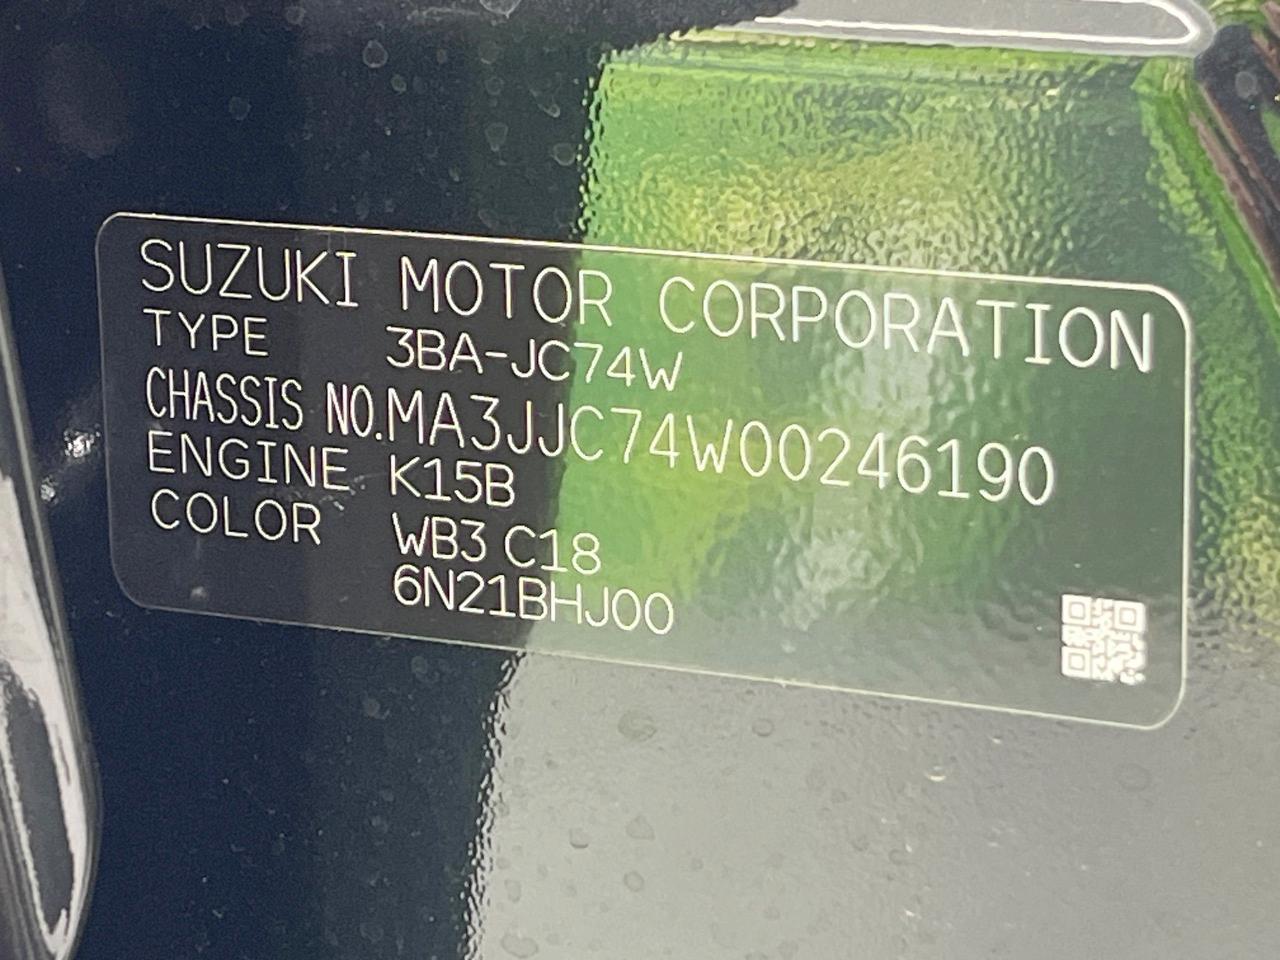 SUZUKI MOTOR CORPORATION
TYPE 3BA-JC74W
CHASSIS NO.MA3JJC74W00246190
ENGINE K15B
COLOR WB3 C18
6N21BHJ00